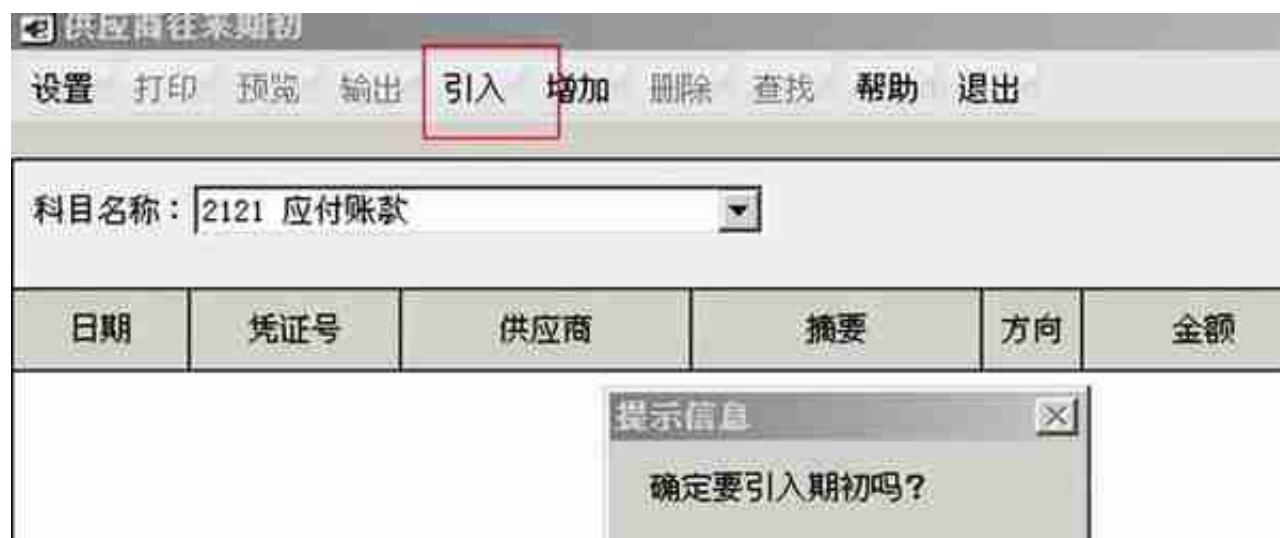 供应商往来期初
设置 打印 预览 输出 引入 增加 删除 查找 帮助 退出
科目名称：2121 应付账款
日期 凭证号 供应商 摘要 方向 金额
提示信息
确定要引入期初吗？